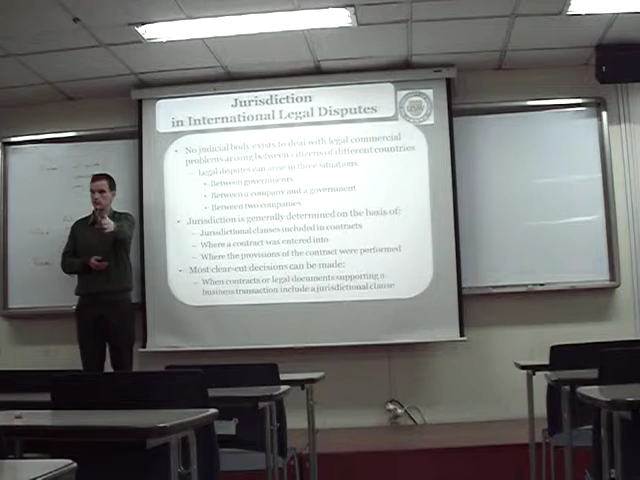 Jurisdiction
in International Legal Disputes
• No judicial body exists to deal with legal commercial
problems arising between citizens of different countries
– Legal disputes can arise in three situations
• Between governments
• Between a company and a government
• Between two companies
• Jurisdiction is generally determined on the basis of:
– Jurisdictional clauses included in contracts
– Where a contract was entered into
– Where the provisions of the contract were performed
• Most clear-cut decisions can be made:
– When contracts or legal documents supporting a
business transaction include a jurisdictional clause